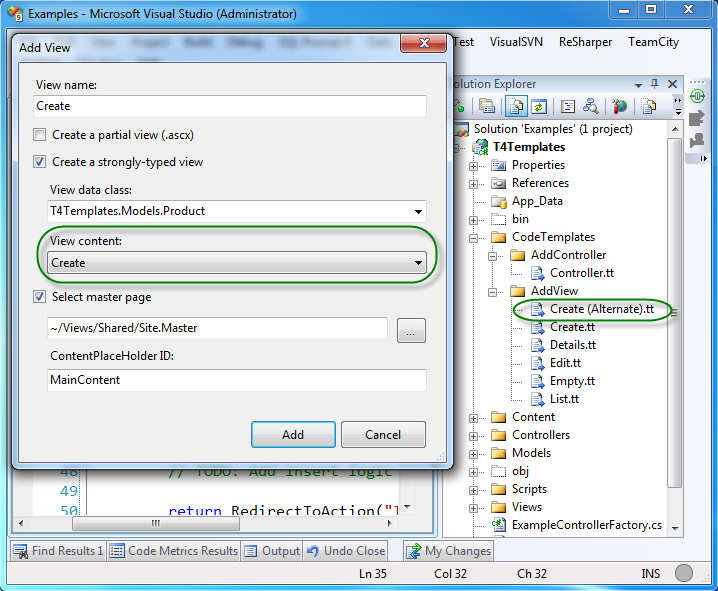 Examples - Microsoft Visual Studio (Administrator)
Test VisualSVN ReSharper TeamCity
Add View
View name:
Create
Create a partial view (.ascx)
Create a strongly-typed view
View data class:
T4Templates.Models.Product
View content:
Create
Select master page
~/Views/Shared/Site.Master
...
ContentPlaceHolder ID:
MainContent
Add Cancel
olution Explorer
Solution 'Examples' (1 project)
T4Templates
Properties
References
App_Data
bin
CodeTemplates
AddController
Controller.tt
AddView
Create (Alternate).tt
Create.tt
Details.tt
Edit.tt
Empty.tt
List.tt
Content
Controllers
Models
obj
Scripts
Views
ExampleControllerFactory.cs
48 // TODO: Add insert logic
49
50 return RedirectToAction("I
Find Results 1 Code Metrics Results Output Undo Close My Changes
Ln 35 Col 32 Ch 32 INS